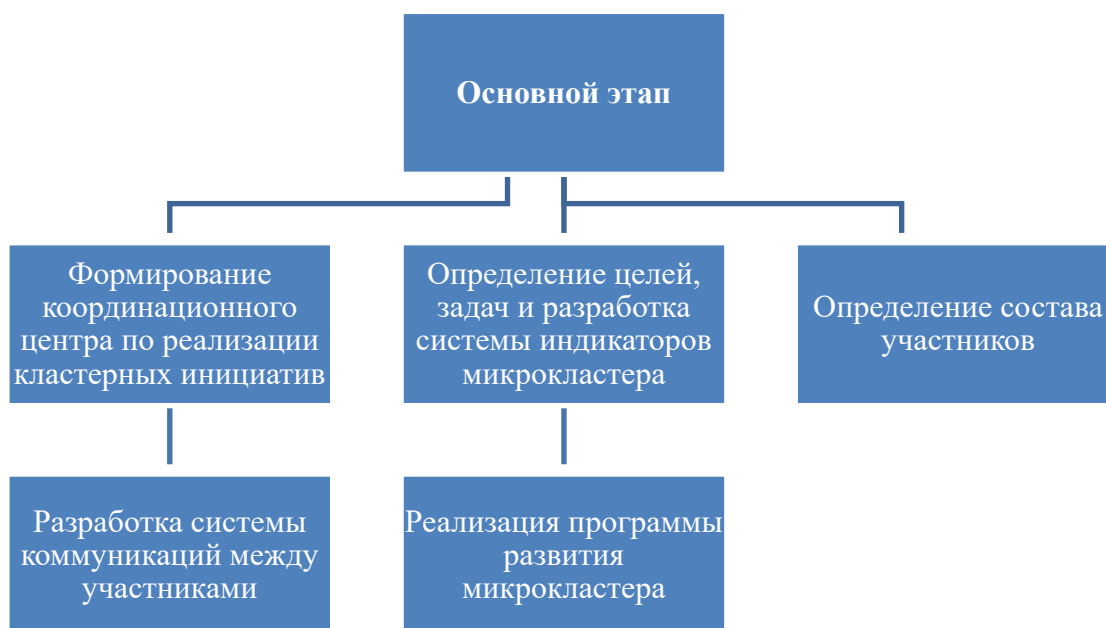 Основной этап
Формирование
координационного
центра по реализации
кластерных инициатив
Определение целей,
задач и разработка
системы индикаторов
микрокластера
Определение состава
участников
Разработка системы
коммуникаций между
участниками
Реализация программы
развития
микрокластера